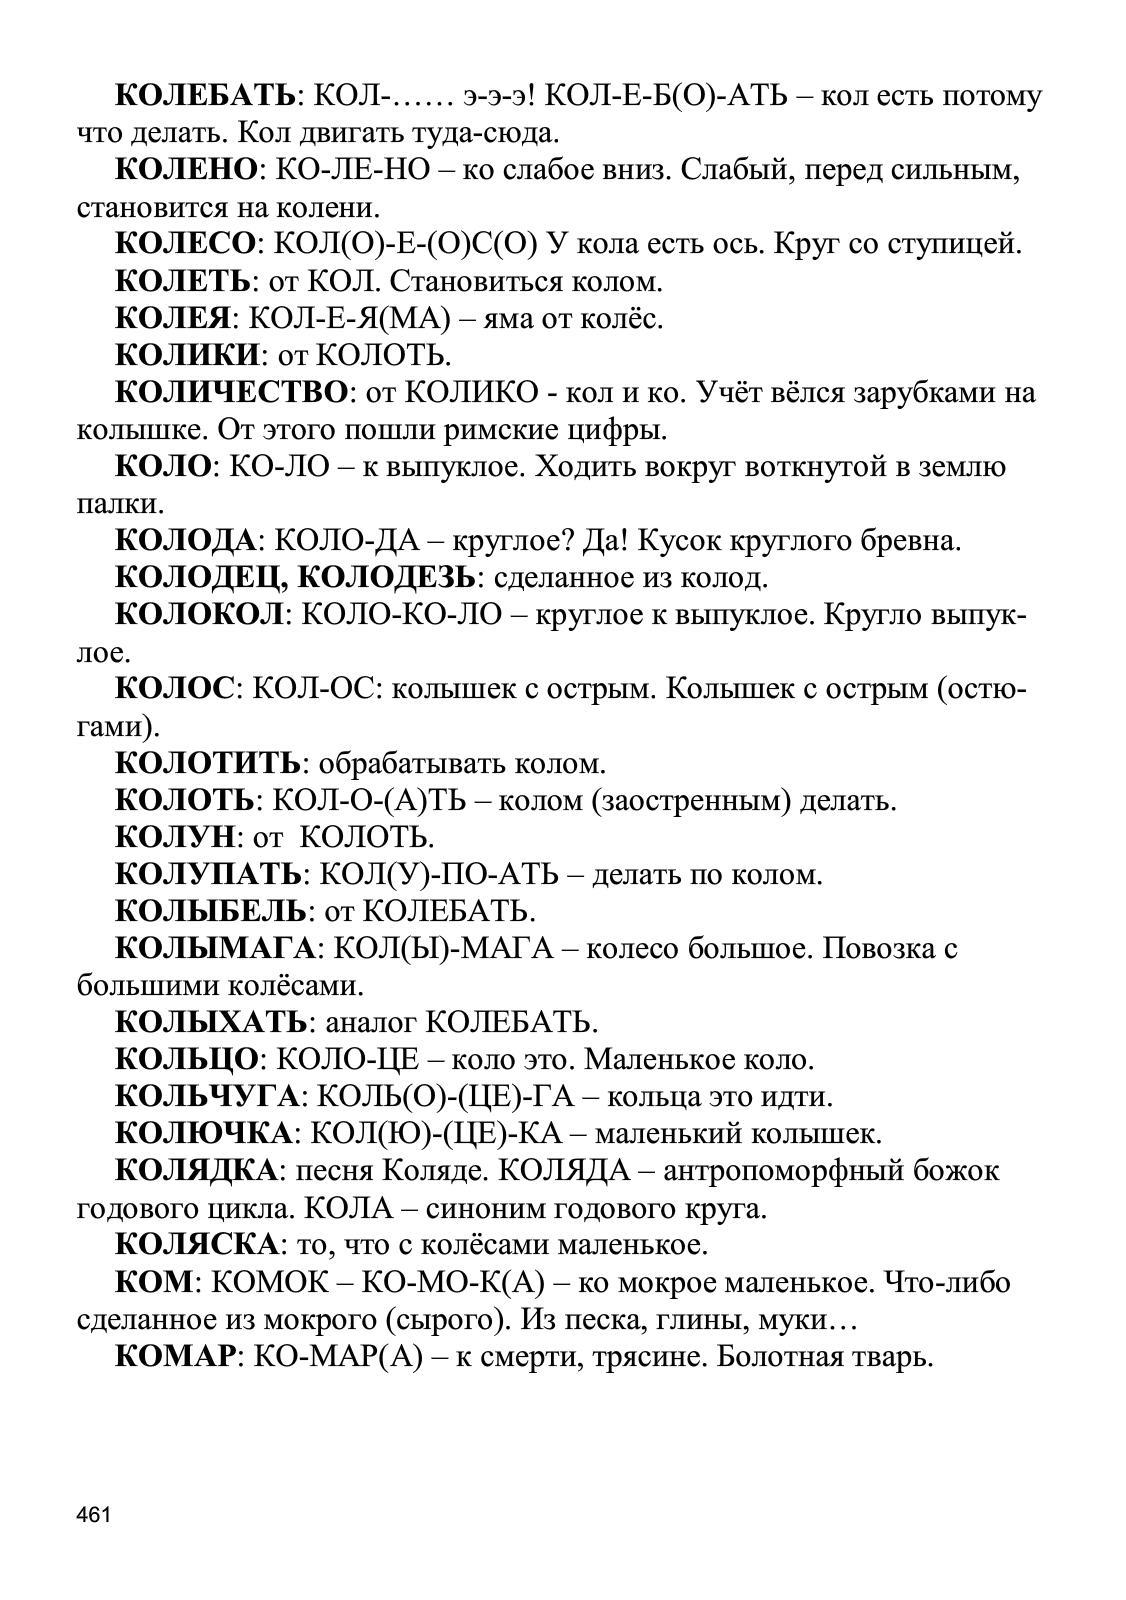 КОЛЕБАТЬ: КОЛ-…… э-э-э! КОЛ-Е-Б(О)-АТЬ – кол есть потому
что делать. Кол двигать туда-сюда.
КОЛЕНО: КО-ЛЕ-НО – ко слабое вниз. Слабый, перед сильным,
становится на колени.
КОЛЕСО: КОЛ(О)-Е-(О)С(О) У кола есть ось. Круг со ступицей.
КОЛЕТЬ: от КОЛ. Становиться колом.
КОЛЕЯ: КОЛ-Е-Я(МА) – яма от колёс.
КОЛИКИ: от КОЛОТЬ.
КОЛИЧЕСТВО: от КОЛИКО - кол и ко. Учёт вёлся зарубками на
колышке. От этого пошли римские цифры.
КОЛО: КО-ЛО – к выпуклое. Ходить вокруг воткнутой в землю
палки.
КОЛОДА: КОЛО-ДА – круглое? Да! Кусок круглого бревна.
КОЛОДЕЦ, КОЛОДЕЗЬ: сделанное из колод.
КОЛОКОЛ: КОЛО-КО-ЛО – круглое к выпуклое. Кругло выпук-
лое.
КОЛОС: КОЛ-ОС: колышек с острым. Колышек с острым (остю-
гами).
КОЛОТИТЬ: обрабатывать колом.
КОЛОТЬ: КОЛ-О-(А)ТЬ – колом (заостренным) делать.
КОЛУН: от  КОЛОТЬ.
КОЛУПАТЬ: КОЛ(У)-ПО-АТЬ – делать по колом.
КОЛЫБЕЛЬ: от КОЛЕБАТЬ.
КОЛЫМАГА: КОЛ(Ы)-МАГА – колесо большое. Повозка с
большими колёсами.
КОЛЫХАТЬ: аналог КОЛЕБАТЬ.
КОЛЬЦО: КОЛО-ЦЕ – коло это. Маленькое коло.
КОЛЬЧУГА: КОЛЬ(О)-(ЦЕ)-ГА – кольца это идти.
КОЛЮЧКА: КОЛ(Ю)-(ЦЕ)-КА – маленький колышек.
КОЛЯДКА: песня Коляде. КОЛЯДА – антропоморфный божок
годового цикла. КОЛА – синоним годового круга.
КОЛЯСКА: то, что с колёсами маленькое.
КОМ: КОМОК – КО-МО-К(А) – ко мокрое маленькое. Что-либо
сделанное из мокрого (сырого). Из песка, глины, муки…
КОМАР: КО-МАР(А) – к смерти, трясине. Болотная тварь.
461